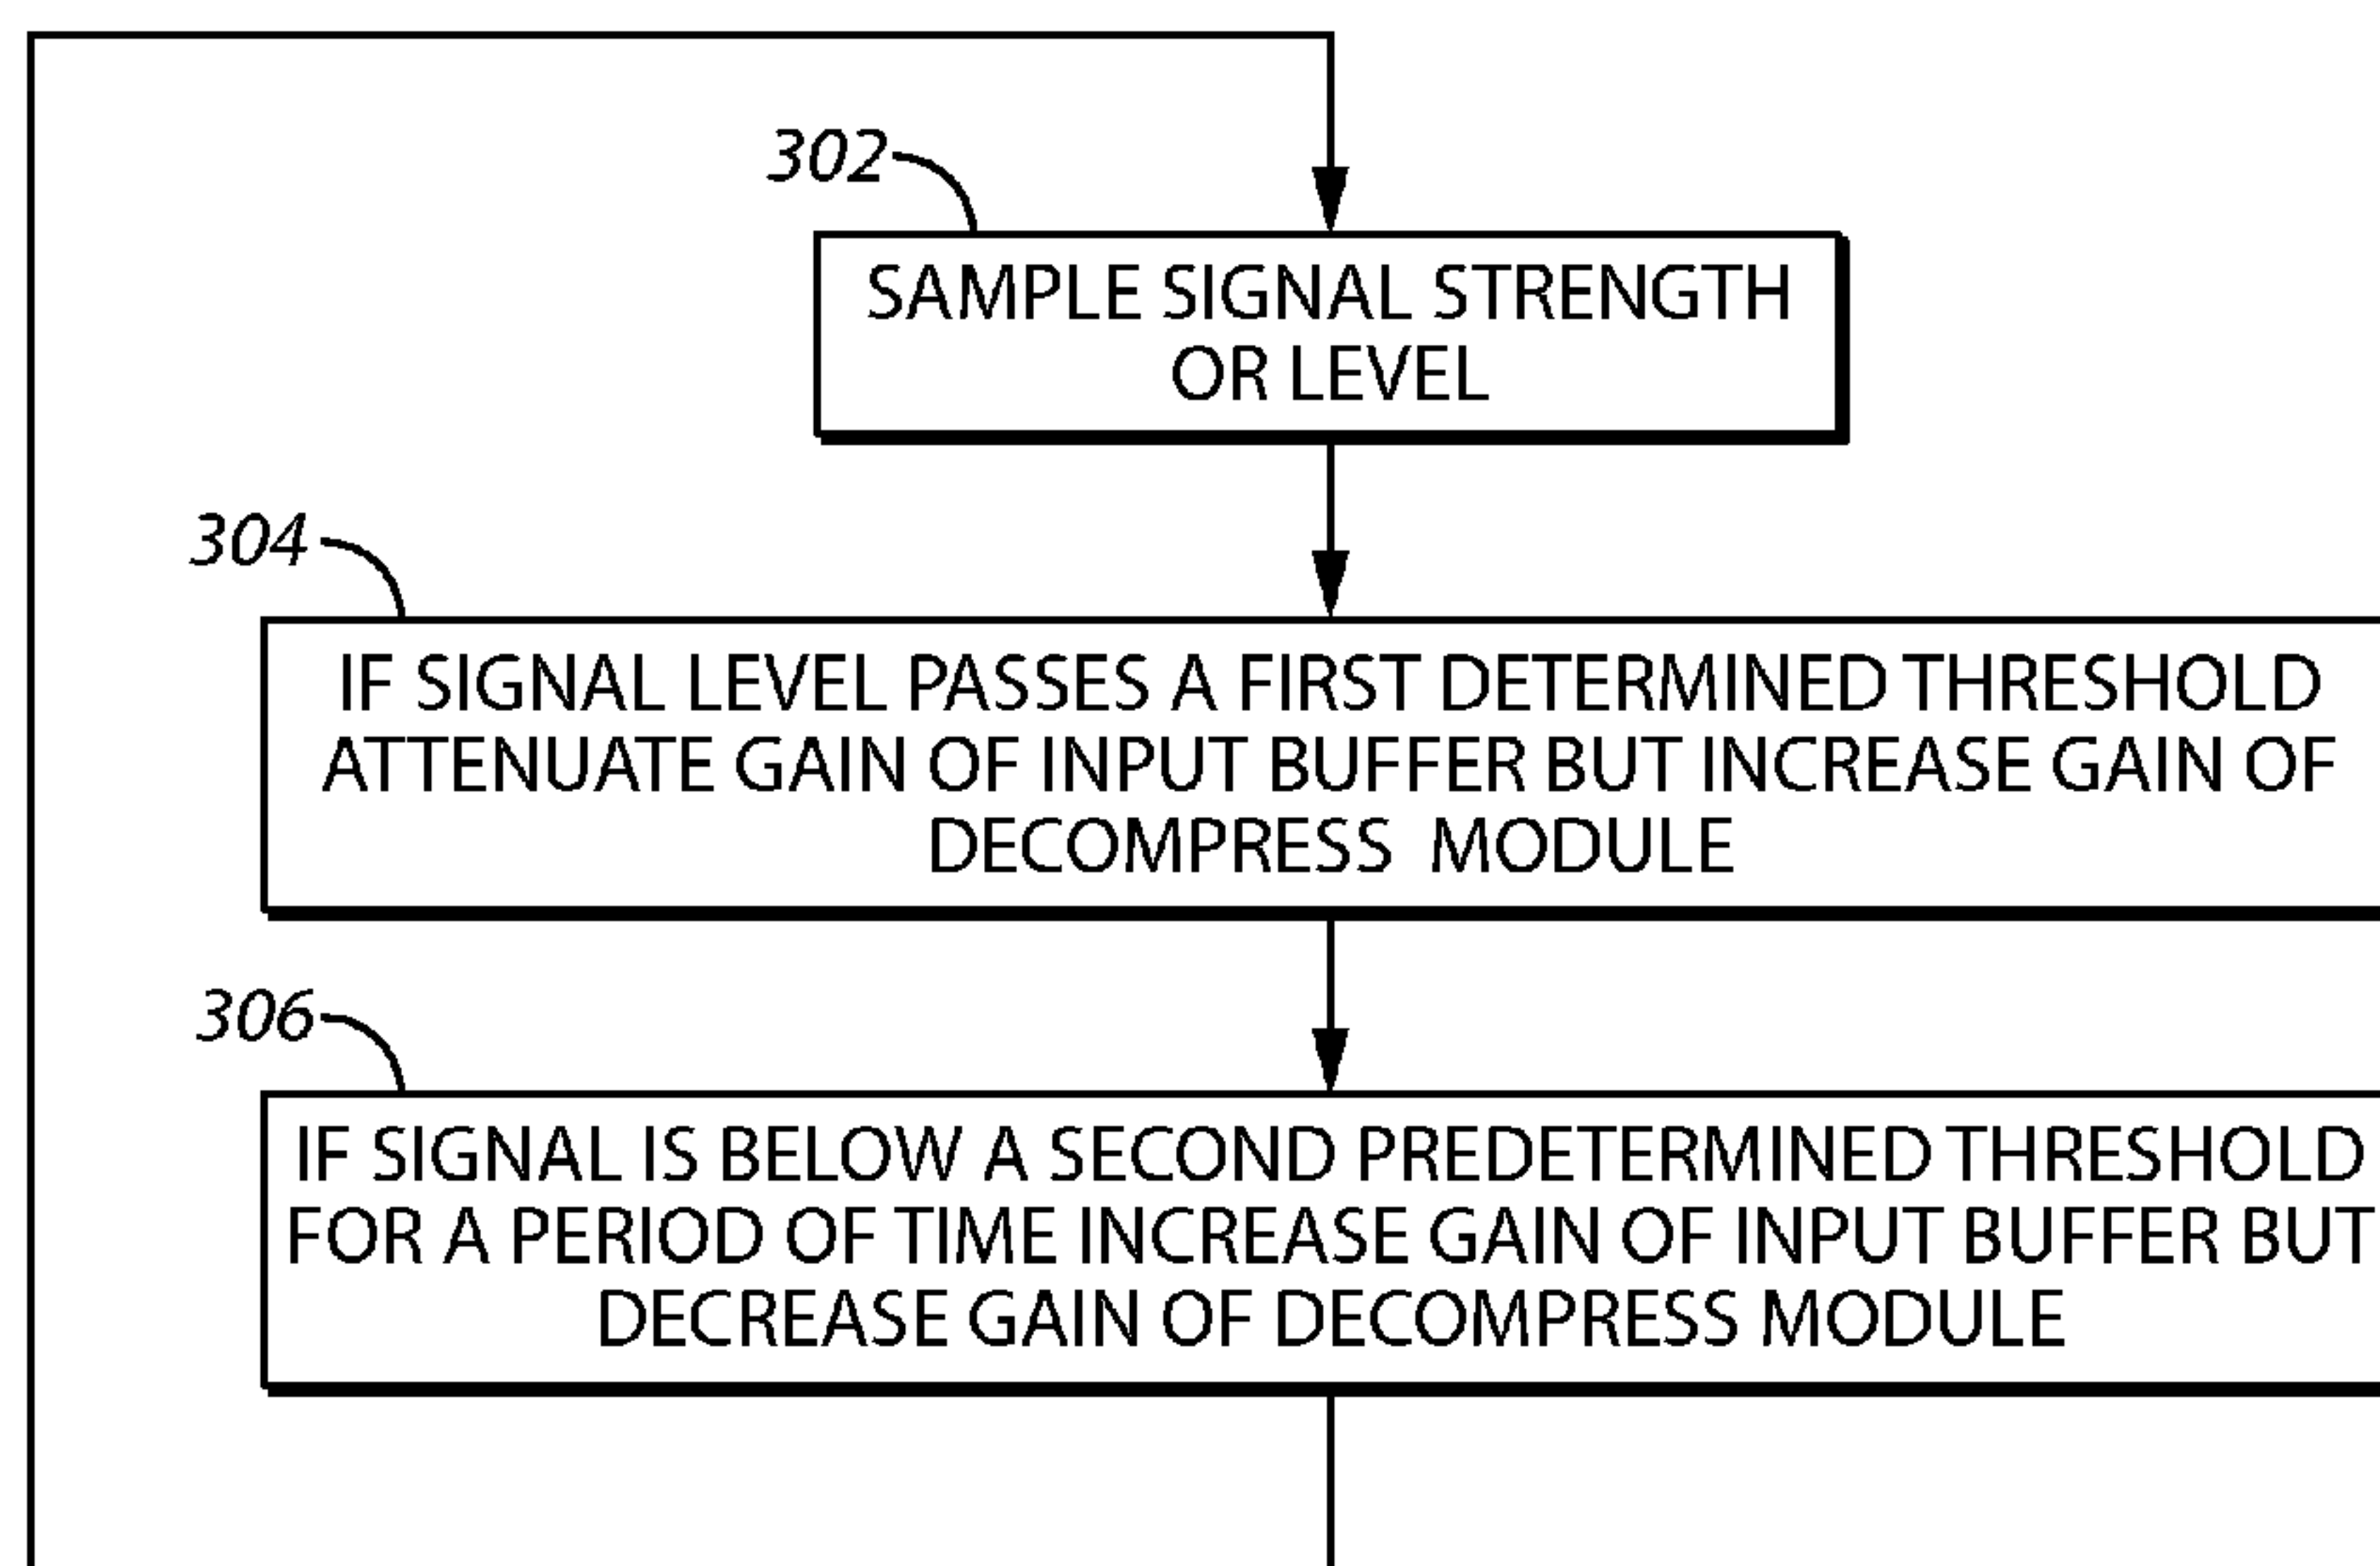 302
SAMPLE SIGNAL STRENGTH
OR LEVEL
304
IF SIGNAL LEVEL PASSES A FIRST DETERMINED THRESHOLD
ATTENUATE GAIN OF INPUT BUFFER BUT INCREASE GAIN OF
DECOMPRESS MODULE
306
IF SIGNAL IS BELOW A SECOND PREDETERMINED THRESHOLD
FOR A PERIOD OF TIME INCREASE GAIN OF INPUT BUFFER BUT
DECREASE GAIN OF DECOMPRESS MODULE